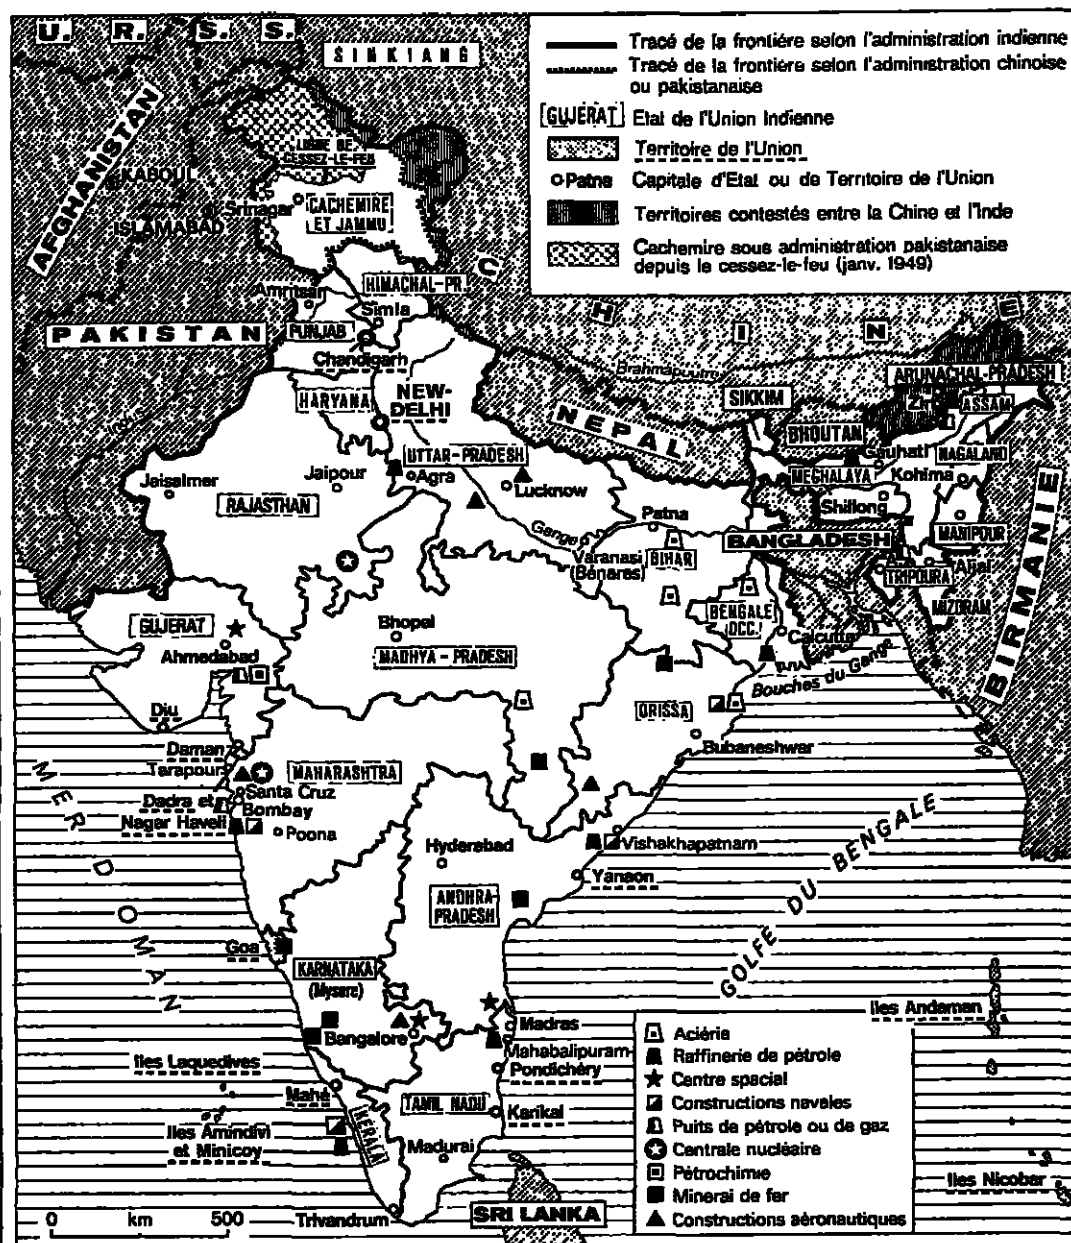 U. R. S. S.
SINKIANG
AFGHANISTAN
KABOUL
ISLAMABAD
PAKISTAN
LIGNE DE
CESSEZ-LE-FEU
Srinagar
CACHEMIRE
ET JAMMU
Tracé de la frontière selon l'administration indienne
Tracé de la frontière selon l'administration chinoise
ou pakistanaise
GUJERAT
Etat de l'Union Indienne
Territoire de l'Union
Patna
Capitale d'Etat ou de Territoire de l'Union
Territoires contestés entre la Chine et l'Inde
Cachemire sous administration pakistanaise
depuis le cessez-le-feu (janv. 1949)
CHINE
HIMACHAL-PR.
Amritsar
Simla
PUNJAB
Chandigarh
HARYANA
NEW-
DELHI
Brahmapoutre
NEPAL
SIKKIM
BHOUTAN
ARUNACHAL-PRADESH
ASSAM
Gauhati
NAGALAND
MEGHALAYA
Kohima
Shillong
MANIPOUR
BANGLADESH
TRIPOURA
Aijal
MIZORAM
BIRMANIE
UTTAR-PRADESH
Agra
Lucknow
Jaisalmer
Jaipour
RAJASTHAN
Gange
Patna
Varanasi
(Bénares)
BIHAR
BENGALE
(OCC.)
Calcutta
Bouches du Gange
GUJERAT
Ahmedabad
Bhopal
MADHYA - PRADESH
ORISSA
Bubaneshwar
Diu
Daman
Tarapour
MAHARASHTRA
Santa Cruz
Dadra et
Nagar Haveli
Bombay
Poona
Hyderabad
Vishakhapatnam
Yanaon
ANDHRA-
PRADESH
MER D'OMAN
GOLFE DU BENGALE
Goa
KARNATAKA
(Mysore)
Bangalore
Madras
Mahabalipuram
Pondichéry
Iles Andaman
Iles Laquedives
Mahé
TAMIL NADU
Karikal
KERALA
Iles Amindivi
et Minicoy
Madurai
Trivandrum
SRI LANKA
Iles Nicobar
0 km 500
Aciérie
Raffinerie de pétrole
Centre spacial
Constructions navales
Puits de pétrole ou de gaz
Centrale nucléaire
Pétrochimie
Minerai de fer
Constructions aéronautiques